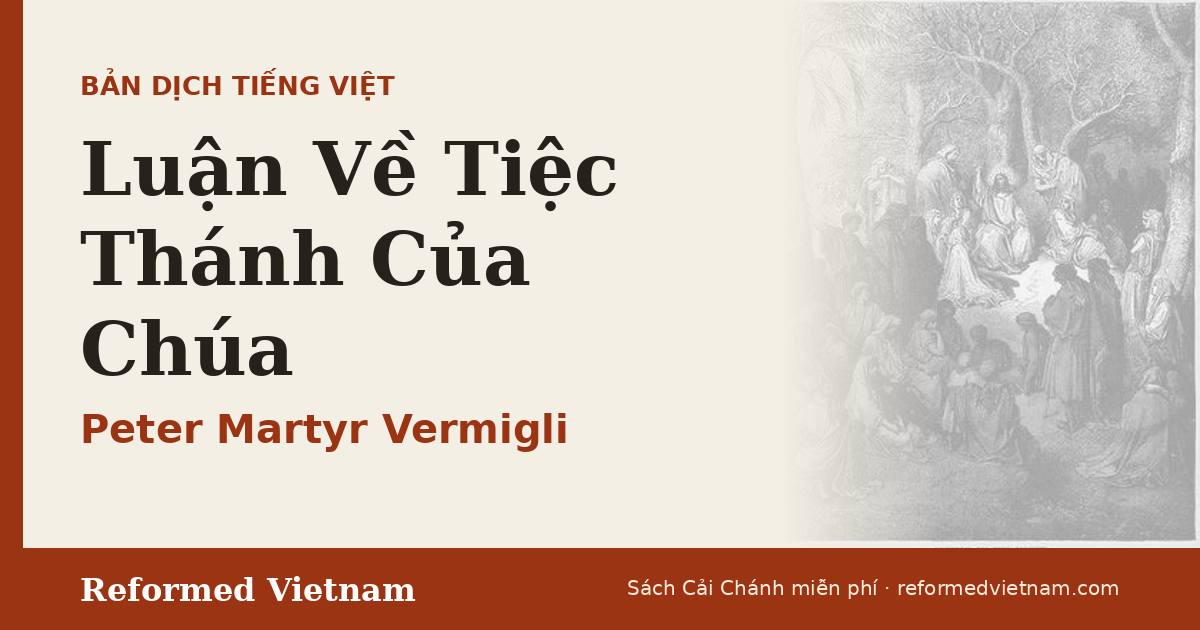 BẢN DỊCH TIẾNG VIỆT
Luận Về Tiệc
Thánh Của
Chúa
Peter Martyr Vermigli
Reformed Vietnam
Sách Cải Chánh miễn phí · reformedvietnam.com